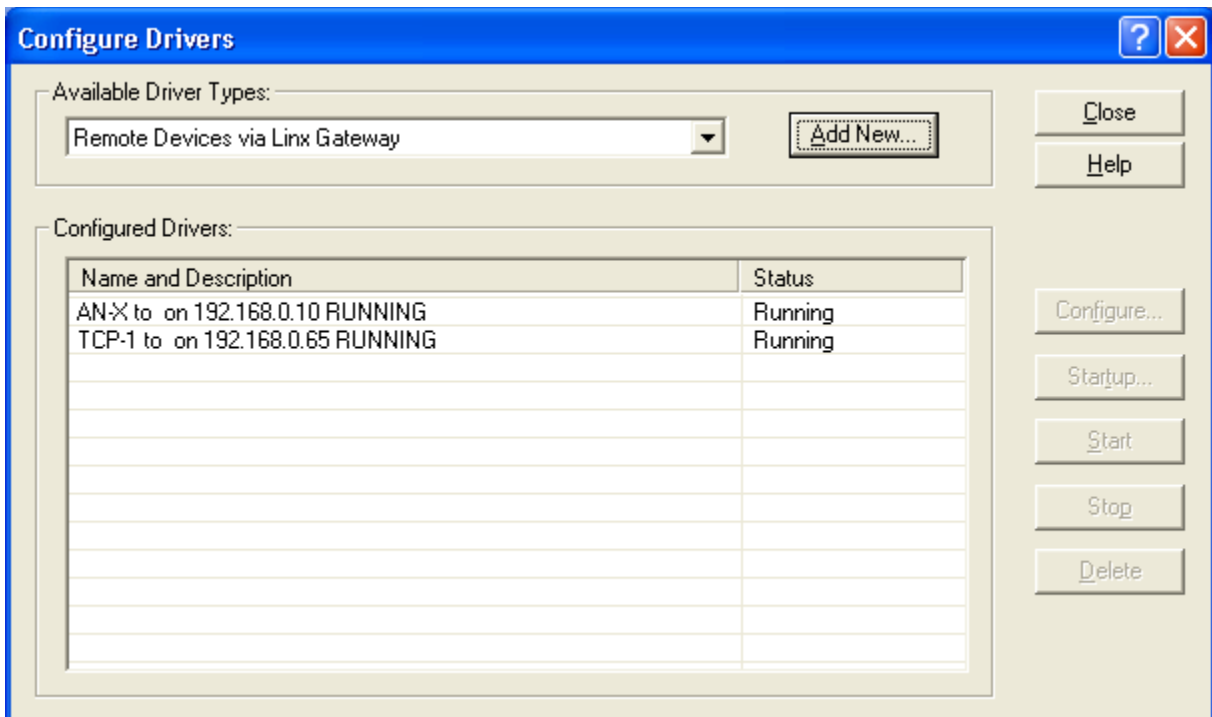 Configure Drivers
Available Driver Types:
Remote Devices via Linx Gateway
Add New...
Close
Help
Configured Drivers:
Name and Description Status
AN-X to on 192.168.0.10 RUNNING Running
TCP-1 to on 192.168.0.65 RUNNING Running
Configure...
Startup...
Start
Stop
Delete